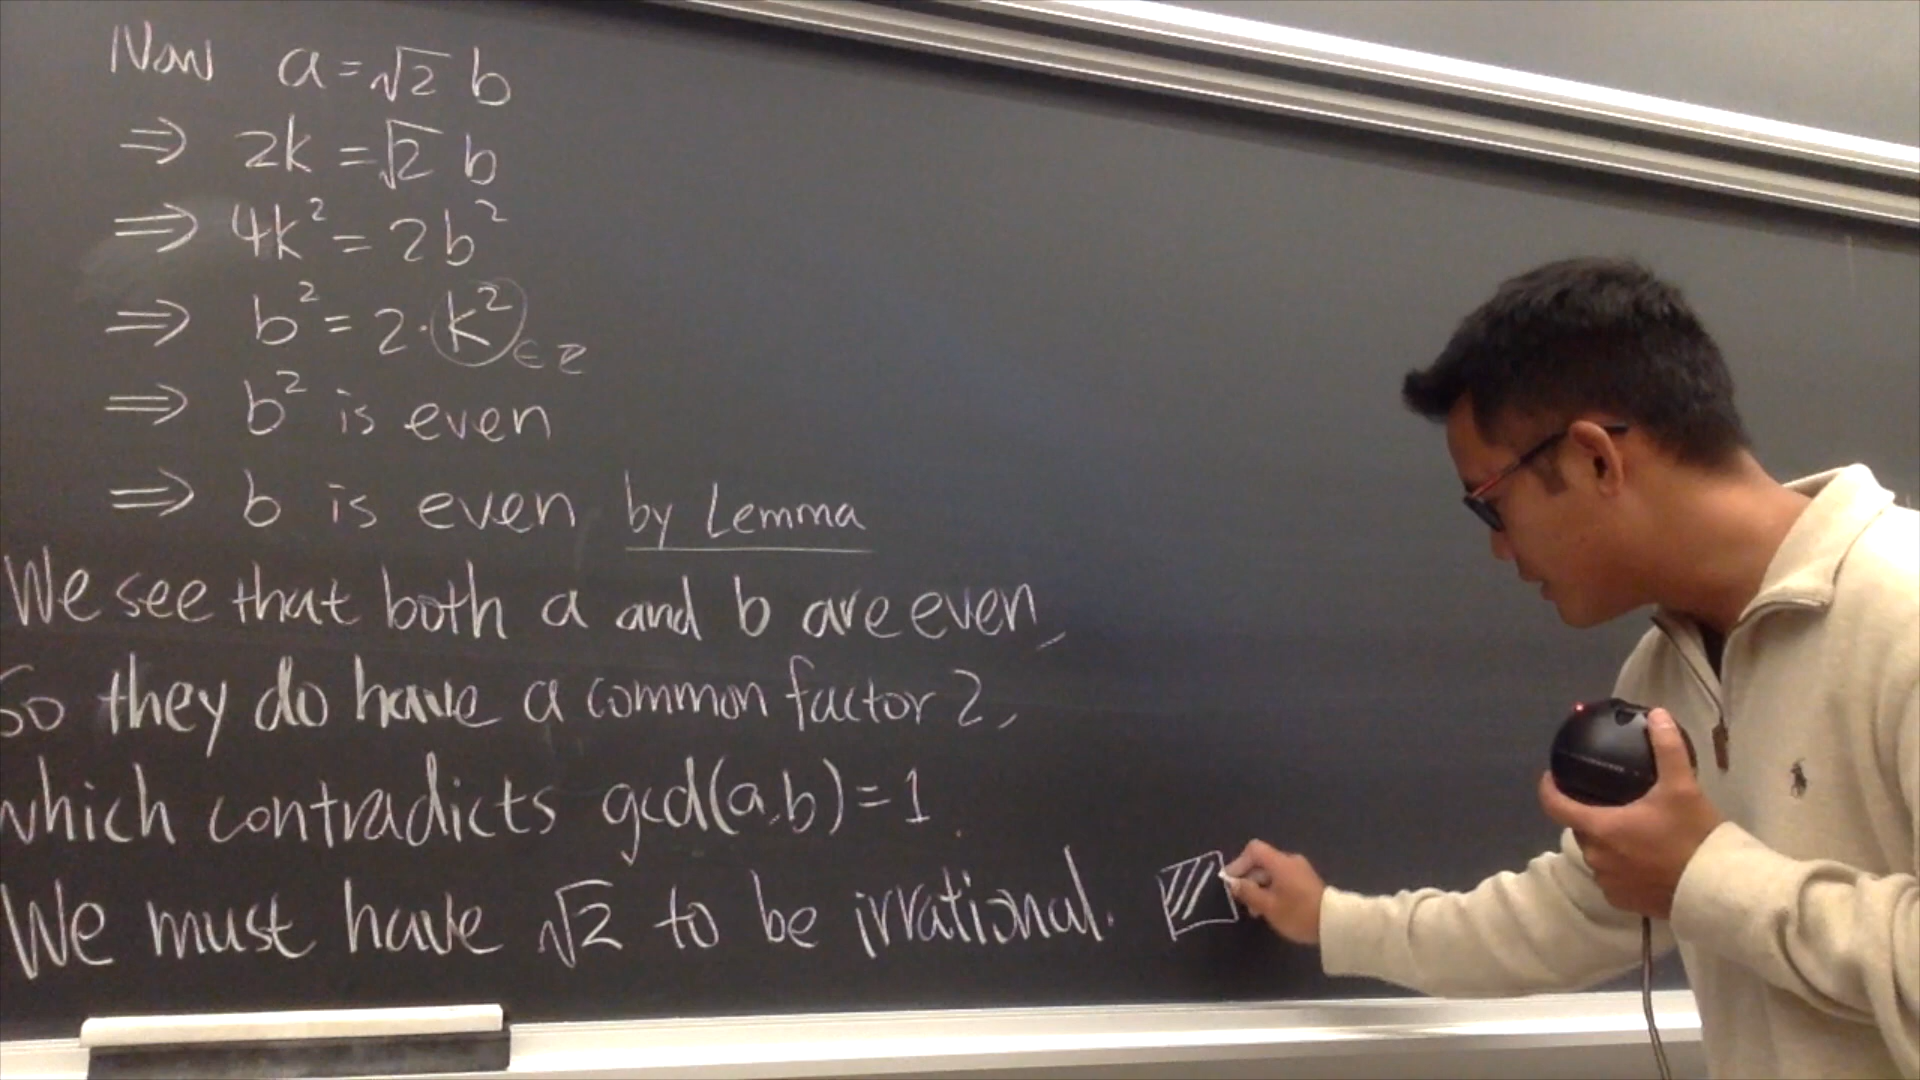 Now a = √2 b
⇒ 2k = √2 b
⇒ 4k² = 2b²
⇒ b² = 2·k² ∈ Z
⇒ b² is even
⇒ b is even by Lemma
We see that both a and b are even,
So they do have a common factor 2,
which contradicts gcd(a,b)=1.
We must have √2 to be irrational.